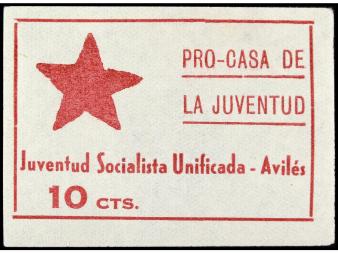 PRO-CASA DE
LA JUVENTUD
Juventud Socialista Unificada - Avilés
10 CTS.